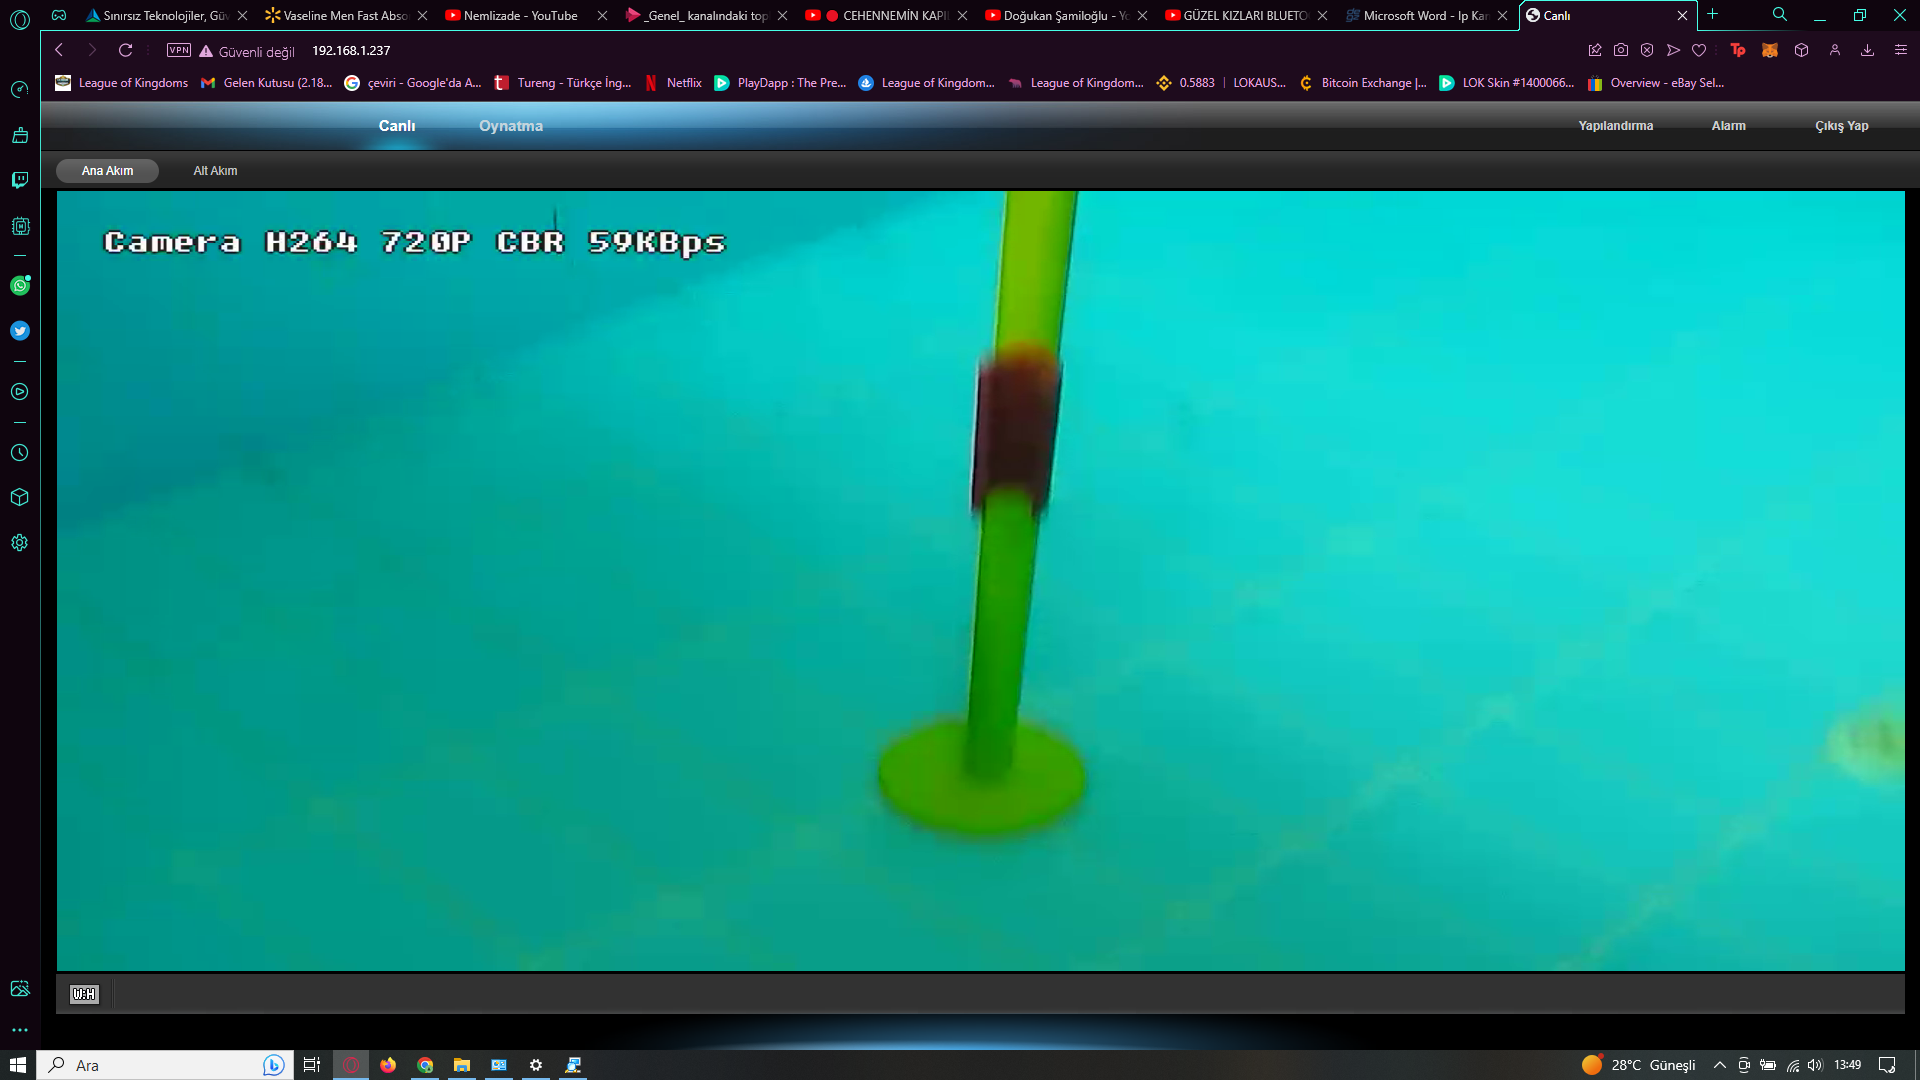 Sınırsız Teknolojiler, Güv
Vaseline Men Fast Abso
Nemlizade - YouTube
_Genel_ kanalındaki top
CEHENNEMİN KAPI
Doğukan Şamiloğlu - Yo
GÜZEL KIZLARI BLUETO
Microsoft Word - Ip Kam
Canlı
VPN
Güvenli değil
192.168.1.237
League of Kingdoms
Gelen Kutusu (2.18...
çeviri - Google'da A...
Tureng - Türkçe İng...
Netflix
PlayDapp : The Pre...
League of Kingdom...
League of Kingdom...
0.5883 | LOKAUS...
Bitcoin Exchange |...
LOK Skin #1400066...
Overview - eBay Sel...
Canlı
Oynatma
Yapılandırma
Alarm
Çıkış Yap
Ana Akım
Alt Akım
Camera H264 720P CBR 59KBps
W:H
Ara
28°C Güneşli
13:49